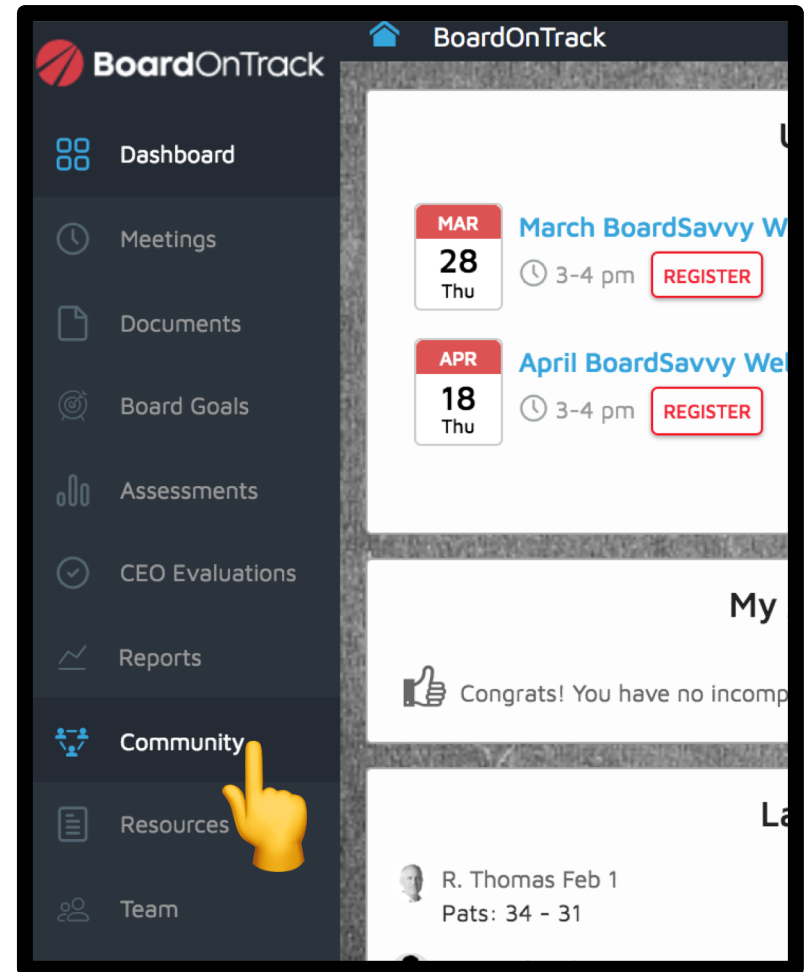 BoardOnTrack
Dashboard
Meetings
Documents
Board Goals
Assessments
CEO Evaluations
Reports
Community
Resources
Team
BoardOnTrack
MAR
28
Thu
March BoardSavvy W
3-4 pm REGISTER
APR
18
Thu
April BoardSavvy Wel
3-4 pm REGISTER
My
Congrats! You have no incomp
La
R. Thomas Feb 1
Pats: 34 - 31